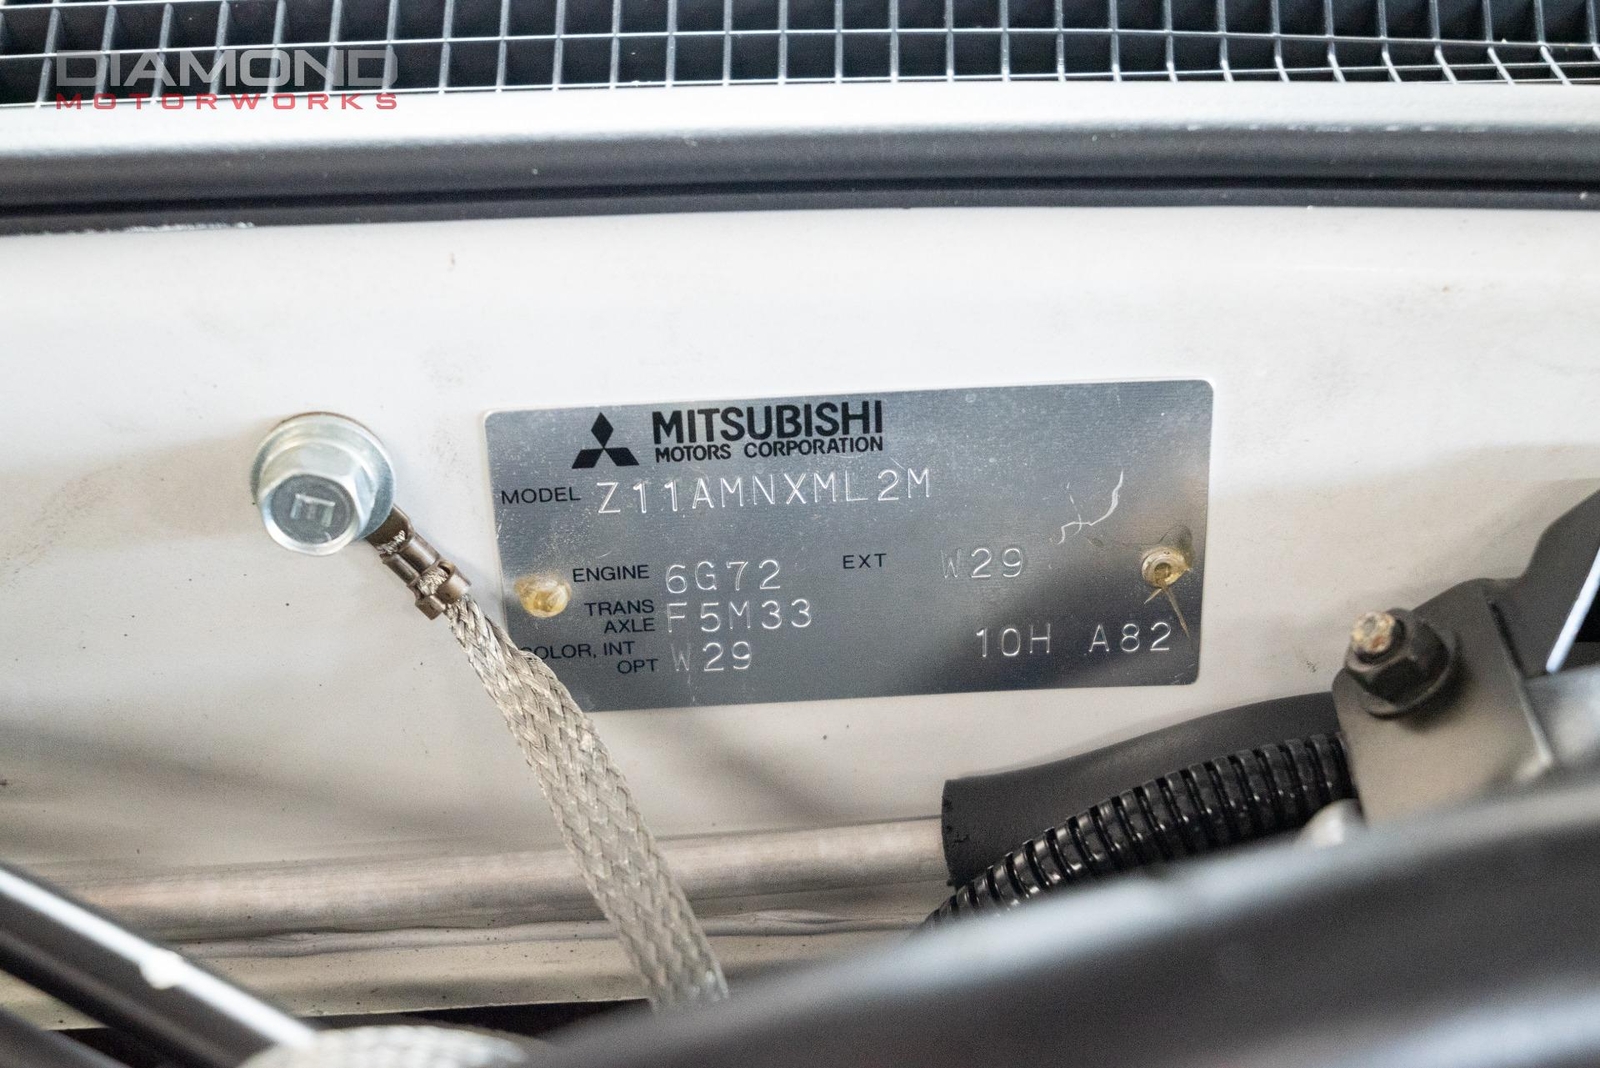 DIAMOND
MOTORWORKS
MITSUBISHI
MOTORS CORPORATION
MODEL Z11AMNXML2M
ENGINE 6G72 EXT W29
TRANS
AXLE F5M33
COLOR, INT W29 10H A82
OPT
E